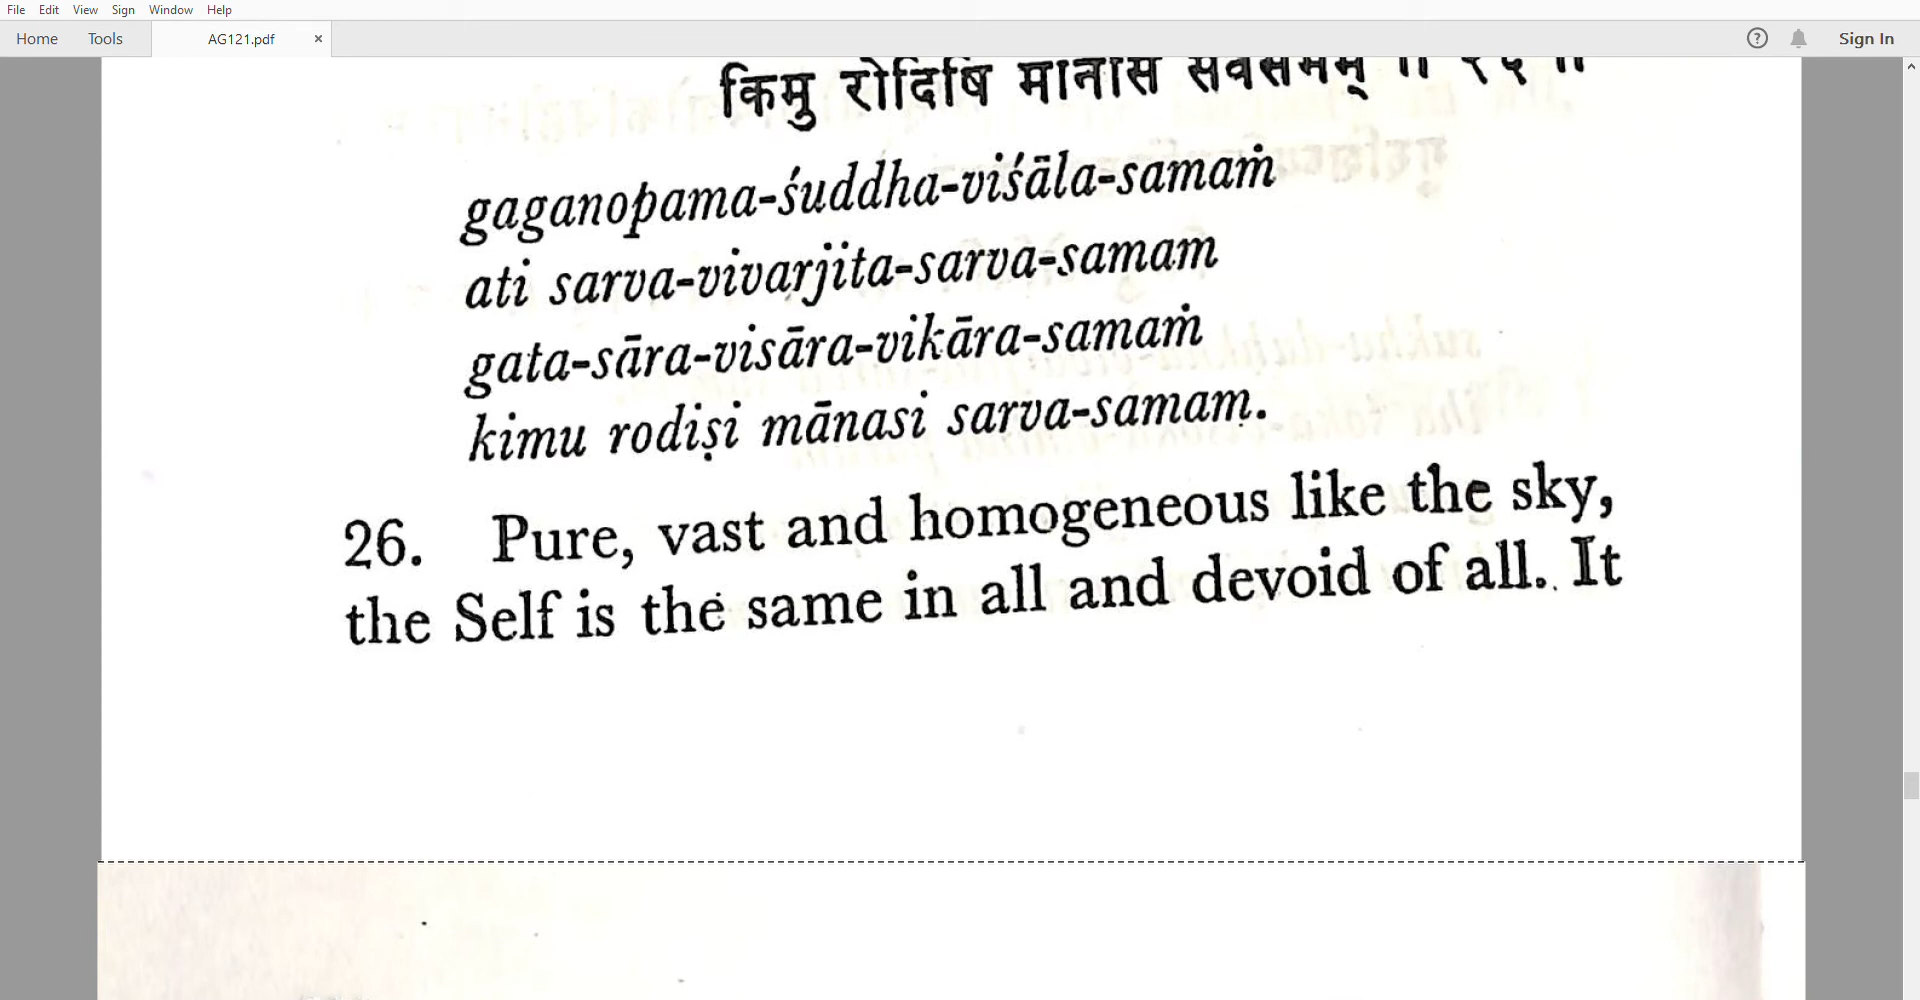 File Edit View Sign Window Help
Home Tools AG121.pdf × ? Sign In
किमु रोदिषि मानसि सर्वसमम् ॥ २६ ॥
gaganopama-śuddha-viśāla-samaṁ
ati sarva-vivarjita-sarva-samam
gata-sāra-visāra-vikāra-samaṁ
kimu rodiṣi mānasi sarva-samam.
26. Pure, vast and homogeneous like the sky,
the Self is the same in all and devoid of all. It